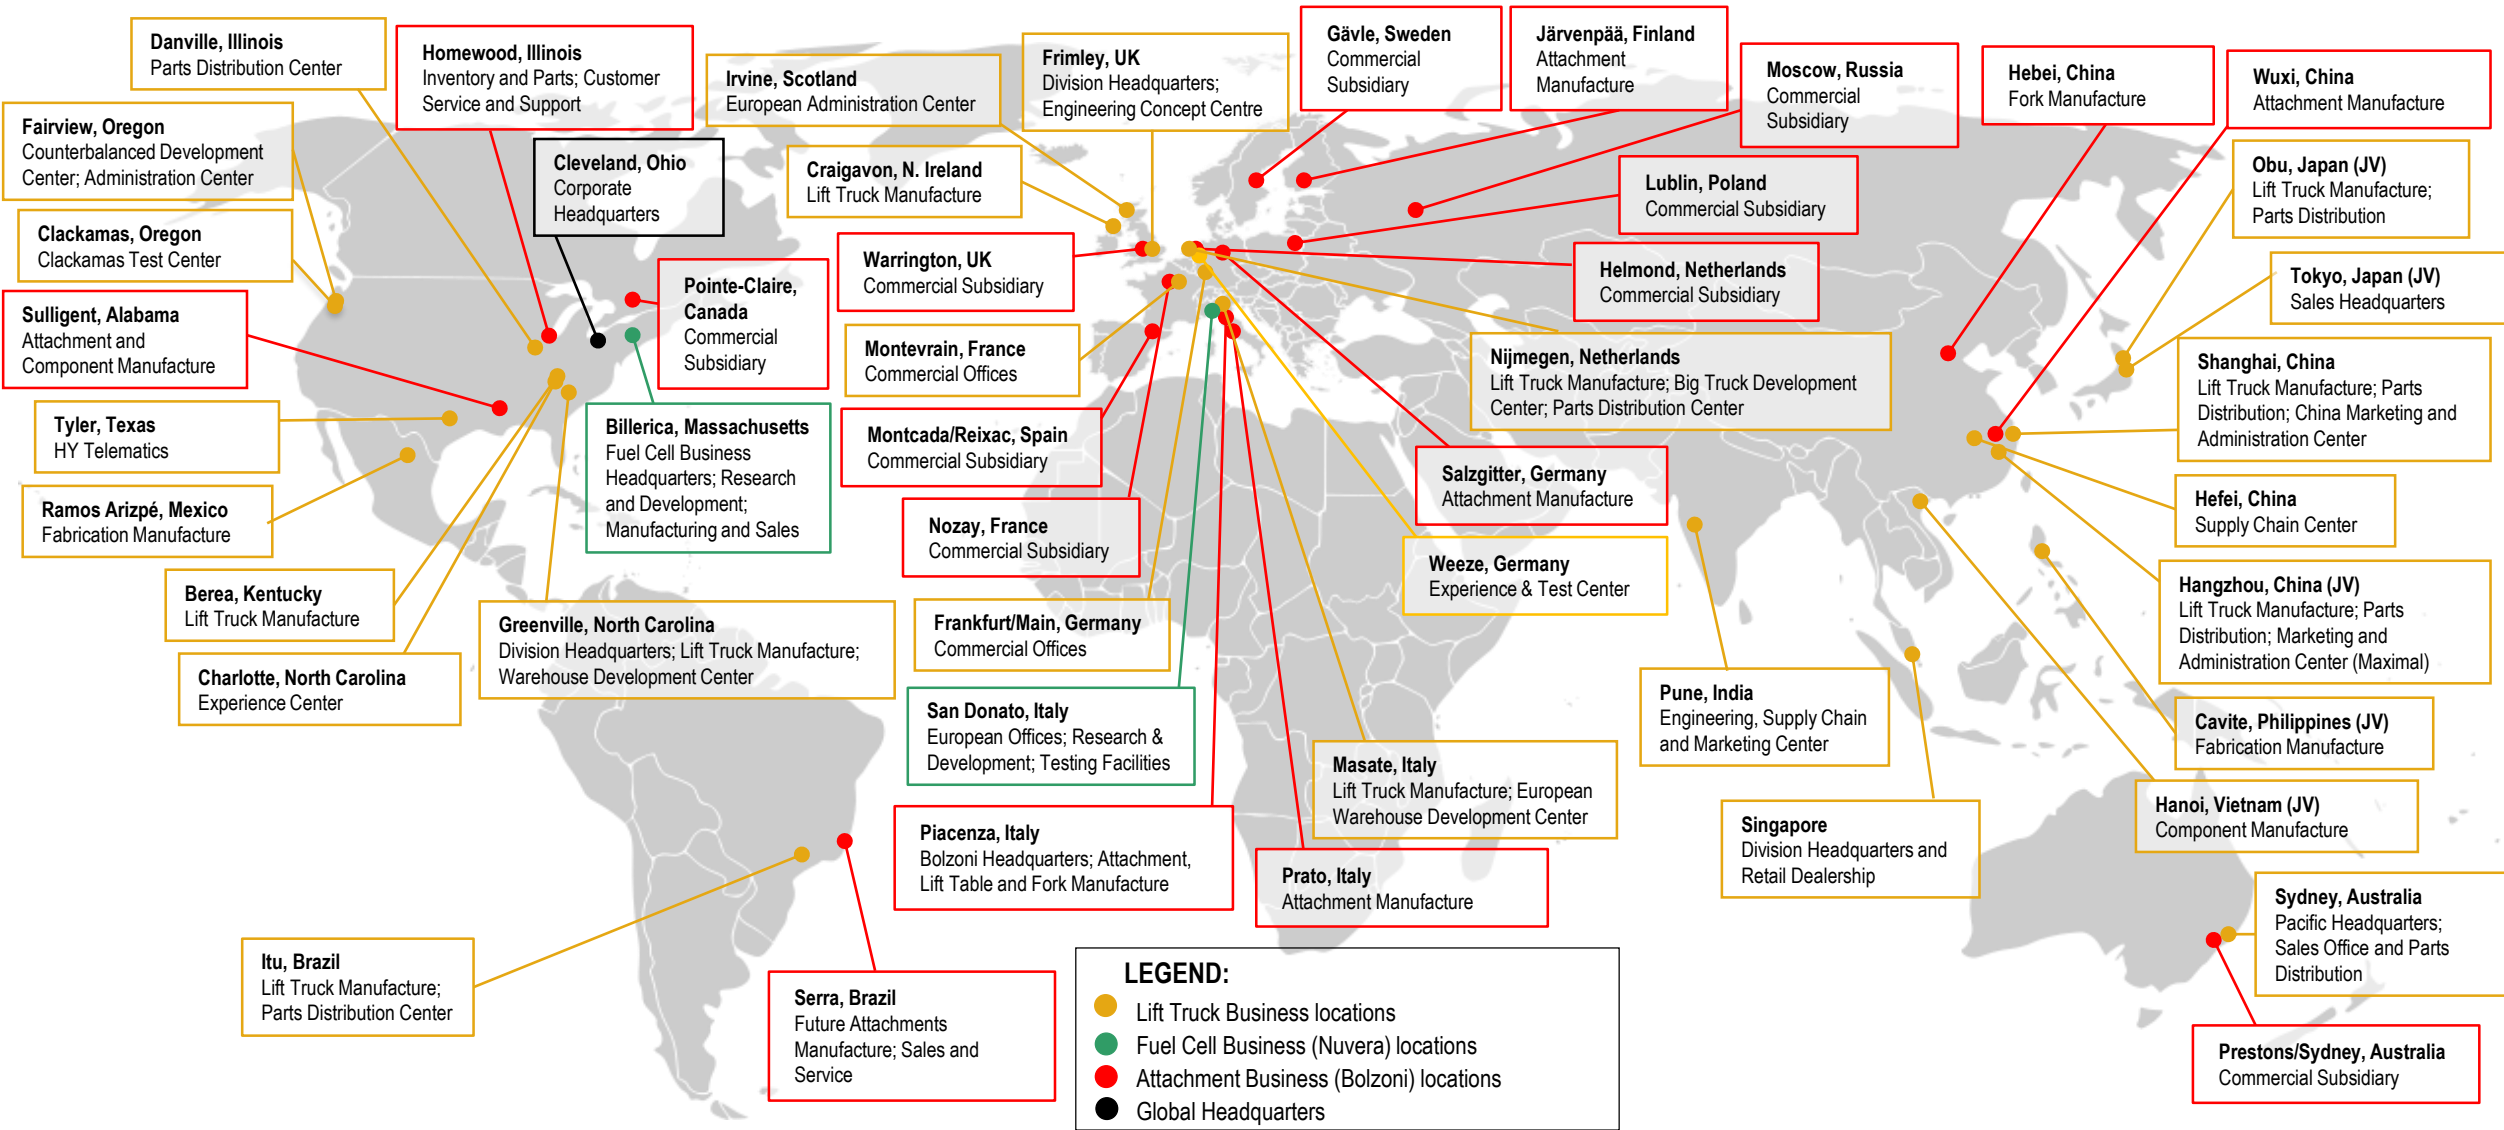 Danville, Illinois
Parts Distribution Center
Homewood, Illinois
Inventory and Parts; Customer
Service and Support
Irvine, Scotland
European Administration Center
Frimley, UK
Division Headquarters;
Engineering Concept Centre
Gävle, Sweden
Commercial
Subsidiary
Järvenpää, Finland
Attachment
Manufacture
Moscow, Russia
Commercial
Subsidiary
Hebei, China
Fork Manufacture
Wuxi, China
Attachment Manufacture
Fairview, Oregon
Counterbalanced Development
Center; Administration Center
Cleveland, Ohio
Corporate
Headquarters
Craigavon, N. Ireland
Lift Truck Manufacture
Lublin, Poland
Commercial Subsidiary
Obu, Japan (JV)
Lift Truck Manufacture;
Parts Distribution
Clackamas, Oregon
Clackamas Test Center
Warrington, UK
Commercial Subsidiary
Helmond, Netherlands
Commercial Subsidiary
Tokyo, Japan (JV)
Sales Headquarters
Sulligent, Alabama
Attachment and
Component Manufacture
Pointe-Claire,
Canada
Commercial
Subsidiary
Montevrain, France
Commercial Offices
Nijmegen, Netherlands
Lift Truck Manufacture; Big Truck Development
Center; Parts Distribution Center
Shanghai, China
Lift Truck Manufacture; Parts
Distribution; China Marketing and
Administration Center
Tyler, Texas
HY Telematics
Billerica, Massachusetts
Fuel Cell Business
Headquarters; Research
and Development;
Manufacturing and Sales
Montcada/Reixac, Spain
Commercial Subsidiary
Salzgitter, Germany
Attachment Manufacture
Hefei, China
Supply Chain Center
Ramos Arizpé, Mexico
Fabrication Manufacture
Nozay, France
Commercial Subsidiary
Weeze, Germany
Experience & Test Center
Hangzhou, China (JV)
Lift Truck Manufacture; Parts
Distribution; Marketing and
Administration Center (Maximal)
Berea, Kentucky
Lift Truck Manufacture
Greenville, North Carolina
Division Headquarters; Lift Truck Manufacture;
Warehouse Development Center
Frankfurt/Main, Germany
Commercial Offices
Charlotte, North Carolina
Experience Center
San Donato, Italy
European Offices; Research &
Development; Testing Facilities
Pune, India
Engineering, Supply Chain
and Marketing Center
Cavite, Philippines (JV)
Fabrication Manufacture
Masate, Italy
Lift Truck Manufacture; European
Warehouse Development Center
Hanoi, Vietnam (JV)
Component Manufacture
Piacenza, Italy
Bolzoni Headquarters; Attachment,
Lift Table and Fork Manufacture
Prato, Italy
Attachment Manufacture
Singapore
Division Headquarters and
Retail Dealership
Sydney, Australia
Pacific Headquarters;
Sales Office and Parts
Distribution
Itu, Brazil
Lift Truck Manufacture;
Parts Distribution Center
Serra, Brazil
Future Attachments
Manufacture; Sales and
Service
Prestons/Sydney, Australia
Commercial Subsidiary
LEGEND:
Lift Truck Business locations
Fuel Cell Business (Nuvera) locations
Attachment Business (Bolzoni) locations
Global Headquarters